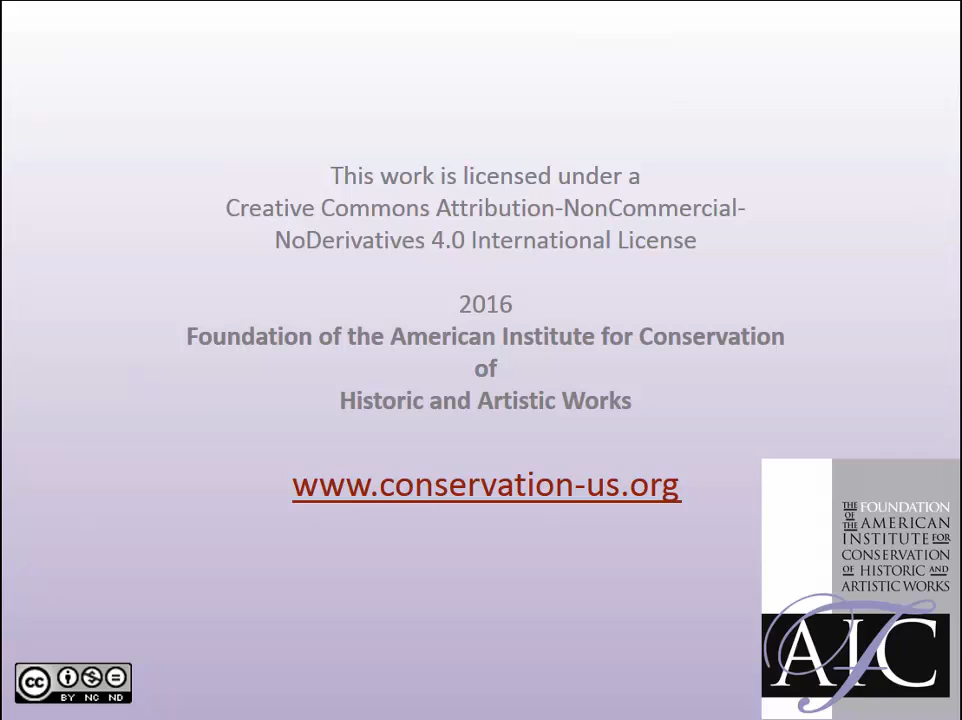 This work is licensed under a
Creative Commons Attribution-NonCommercial-
NoDerivatives 4.0 International License
2016
Foundation of the American Institute for Conservation
of
Historic and Artistic Works
www.conservation-us.org
THE FOUNDATION
OF
THE AMERICAN
INSTITUTE FOR
CONSERVATION
OF HISTORIC AND
ARTISTIC WORKS
FAIC
cc
BY NC ND